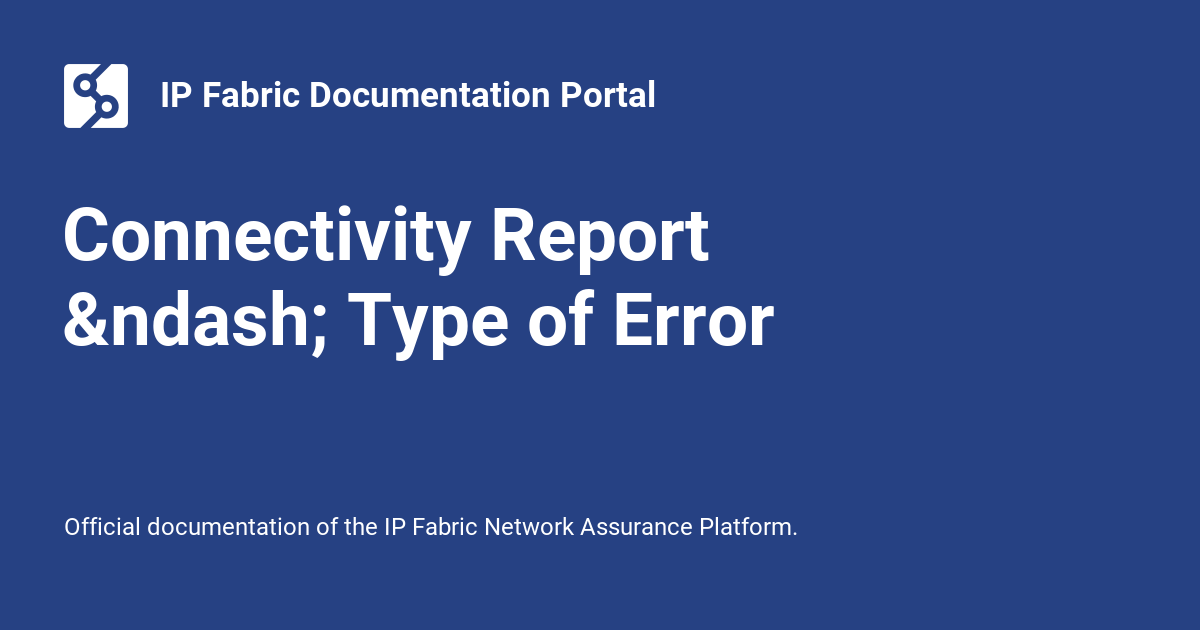 IP Fabric Documentation Portal
Connectivity Report
&ndash; Type of Error
Official documentation of the IP Fabric Network Assurance Platform.